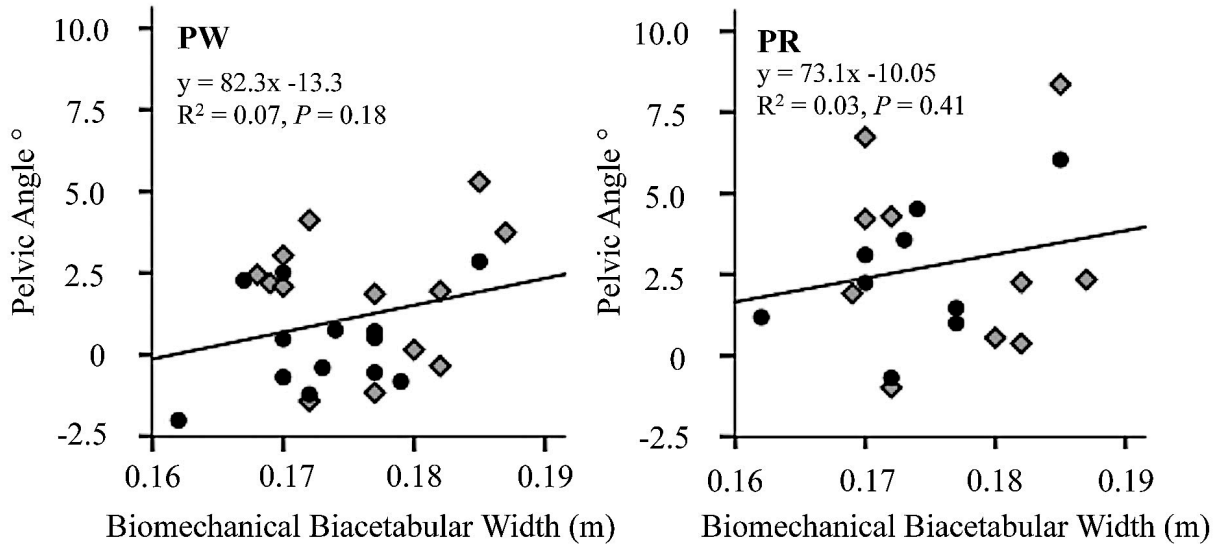 PW
y = 82.3x -13.3
R² = 0.07, P = 0.18
10.0
7.5
5.0
2.5
0
-2.5
Pelvic Angle °
0.16 0.17 0.18 0.19
Biomechanical Biacetabular Width (m)
PR
y = 73.1x -10.05
R² = 0.03, P = 0.41
10.0
7.5
5.0
2.5
0
-2.5
Pelvic Angle °
0.16 0.17 0.18 0.19
Biomechanical Biacetabular Width (m)